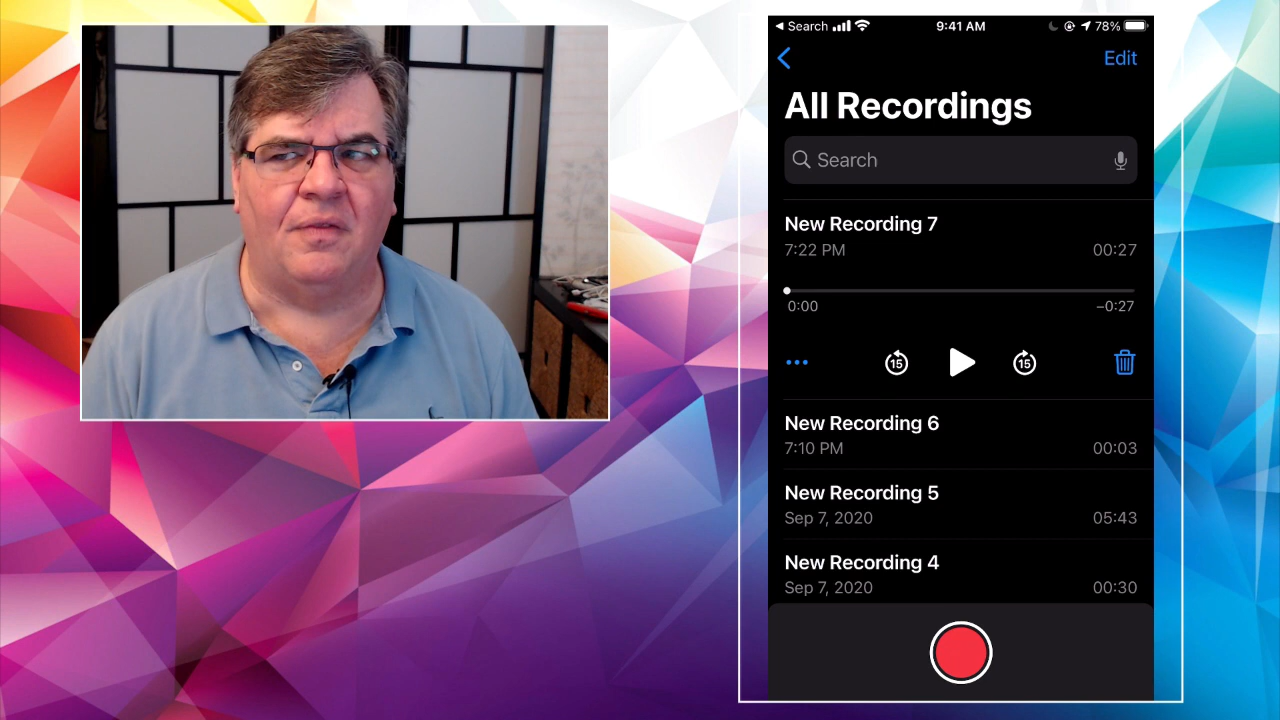 Search 9:41 AM 78%
Edit
All Recordings
Search
New Recording 7
7:22 PM 00:27
0:00 −0:27
15 15
New Recording 6
7:10 PM 00:03
New Recording 5
Sep 7, 2020 05:43
New Recording 4
Sep 7, 2020 00:30